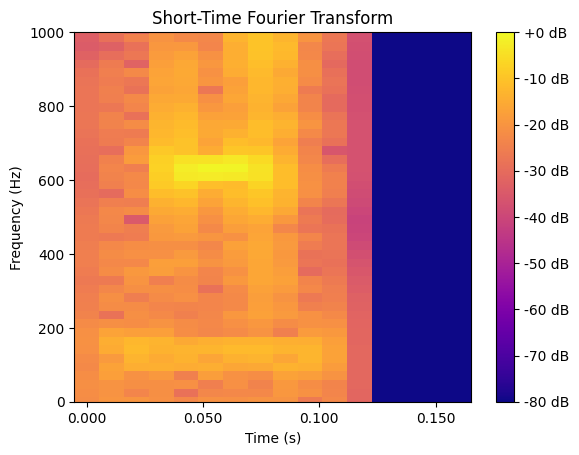 Short-Time Fourier Transform
1000
800
600
400
200
0
Frequency (Hz)
0.000
0.050
0.100
0.150
Time (s)
+0 dB
-10 dB
-20 dB
-30 dB
-40 dB
-50 dB
-60 dB
-70 dB
-80 dB